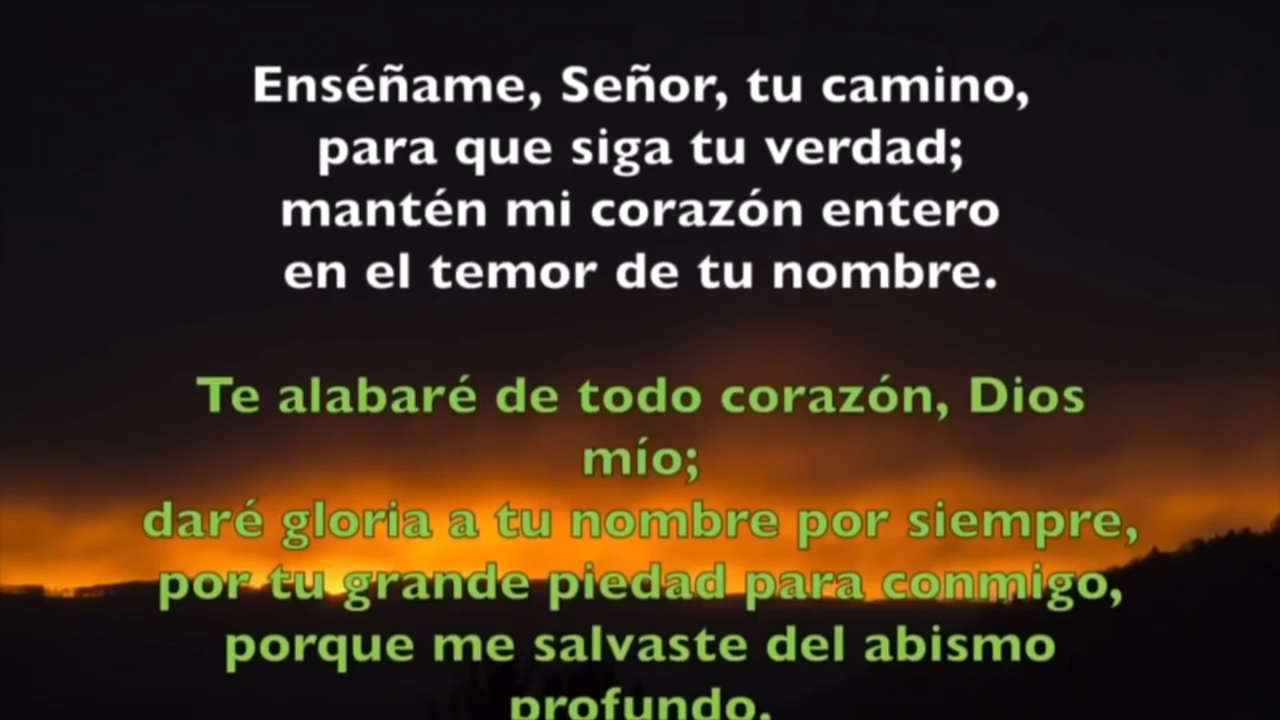 Enséñame, Señor, tu camino,
para que siga tu verdad;
mantén mi corazón entero
en el temor de tu nombre.
Te alabaré de todo corazón, Dios
mío;
daré gloria a tu nombre por siempre,
por tu grande piedad para conmigo,
porque me salvaste del abismo
profundo.